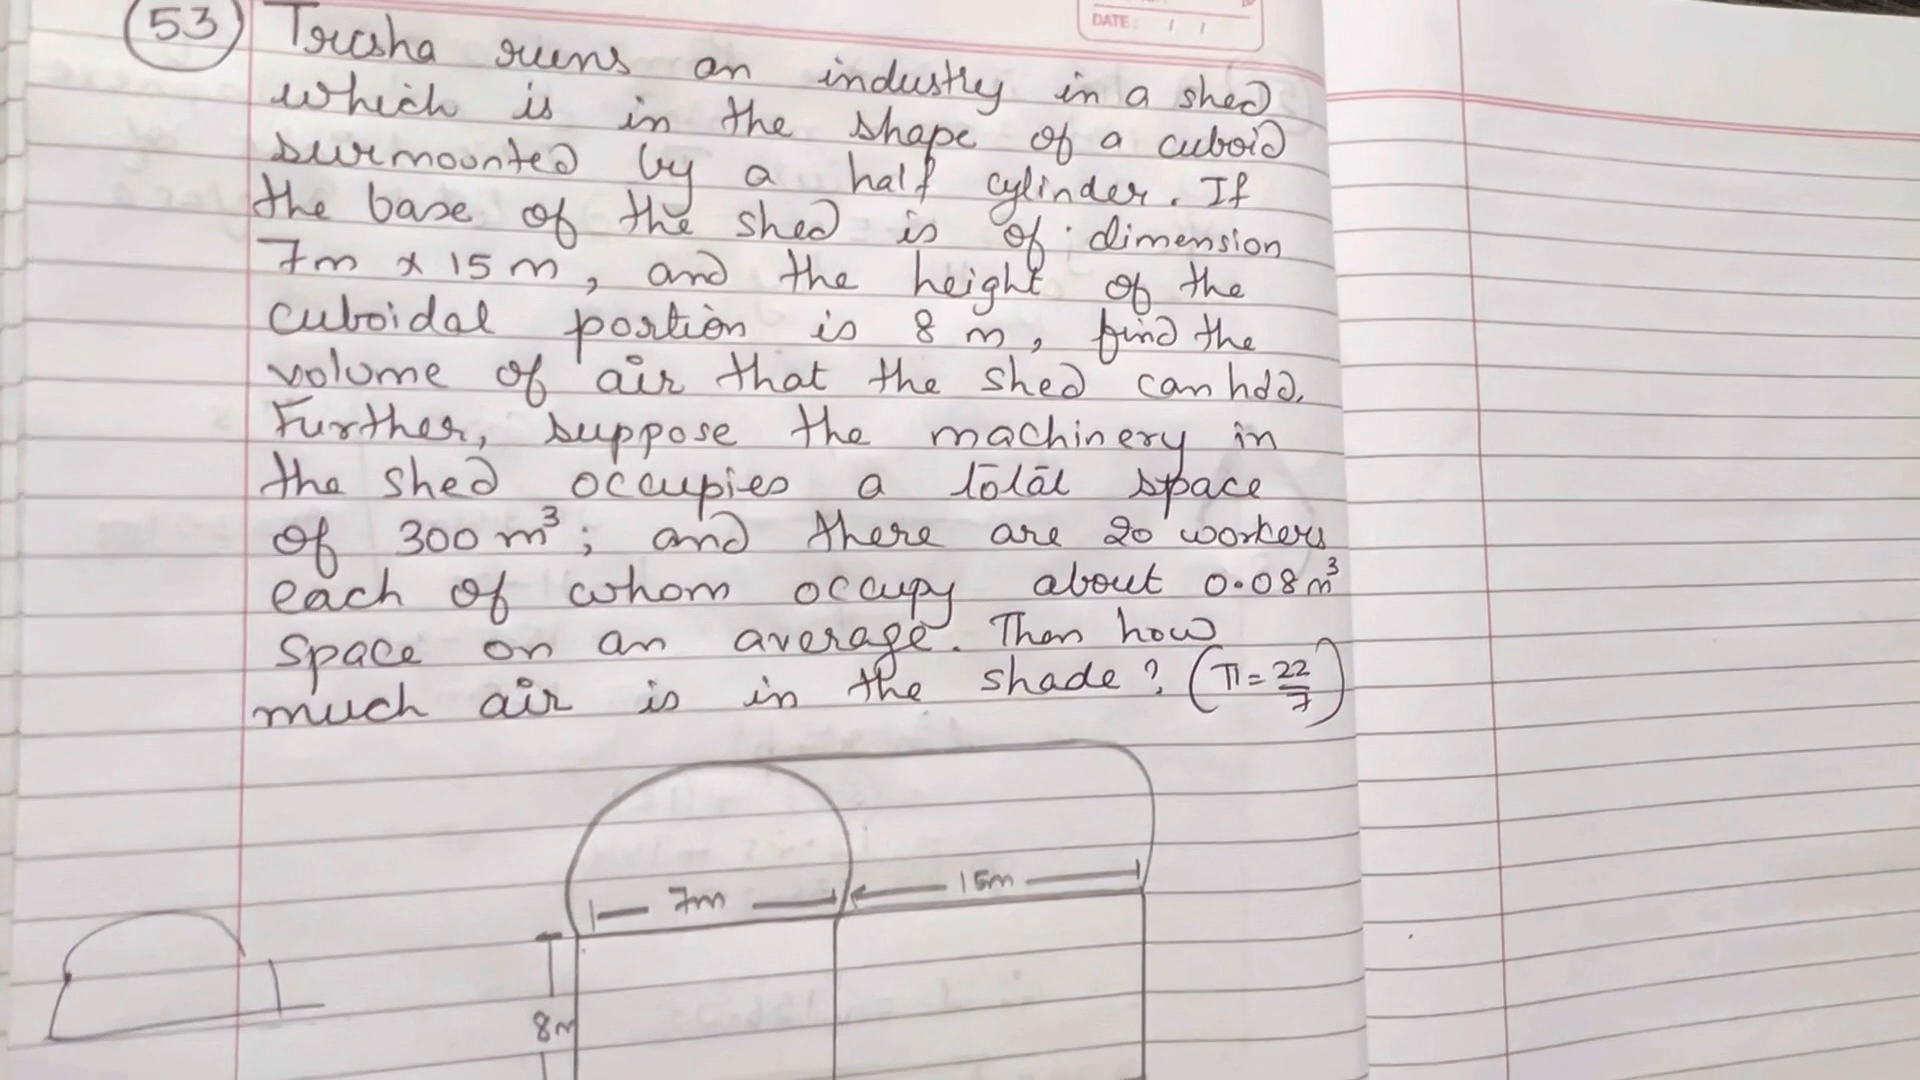 DATE: / /
53 Trisha runs an industry in a shed
which is in the shape of a cuboid
surmounted by a half cylinder. If
the base of the shed is of dimension
7m x 15m, and the height of the
cuboidal portion is 8 m, find the
volume of air that the shed can hold.
Further, suppose the machinery in
the shed occupies a total space
of 300 m³; and there are 20 workers
each of whom occupy about 0.08 m³
space on an average. Then how
much air is in the shade? (π = 22/7)
7m
15m
8m